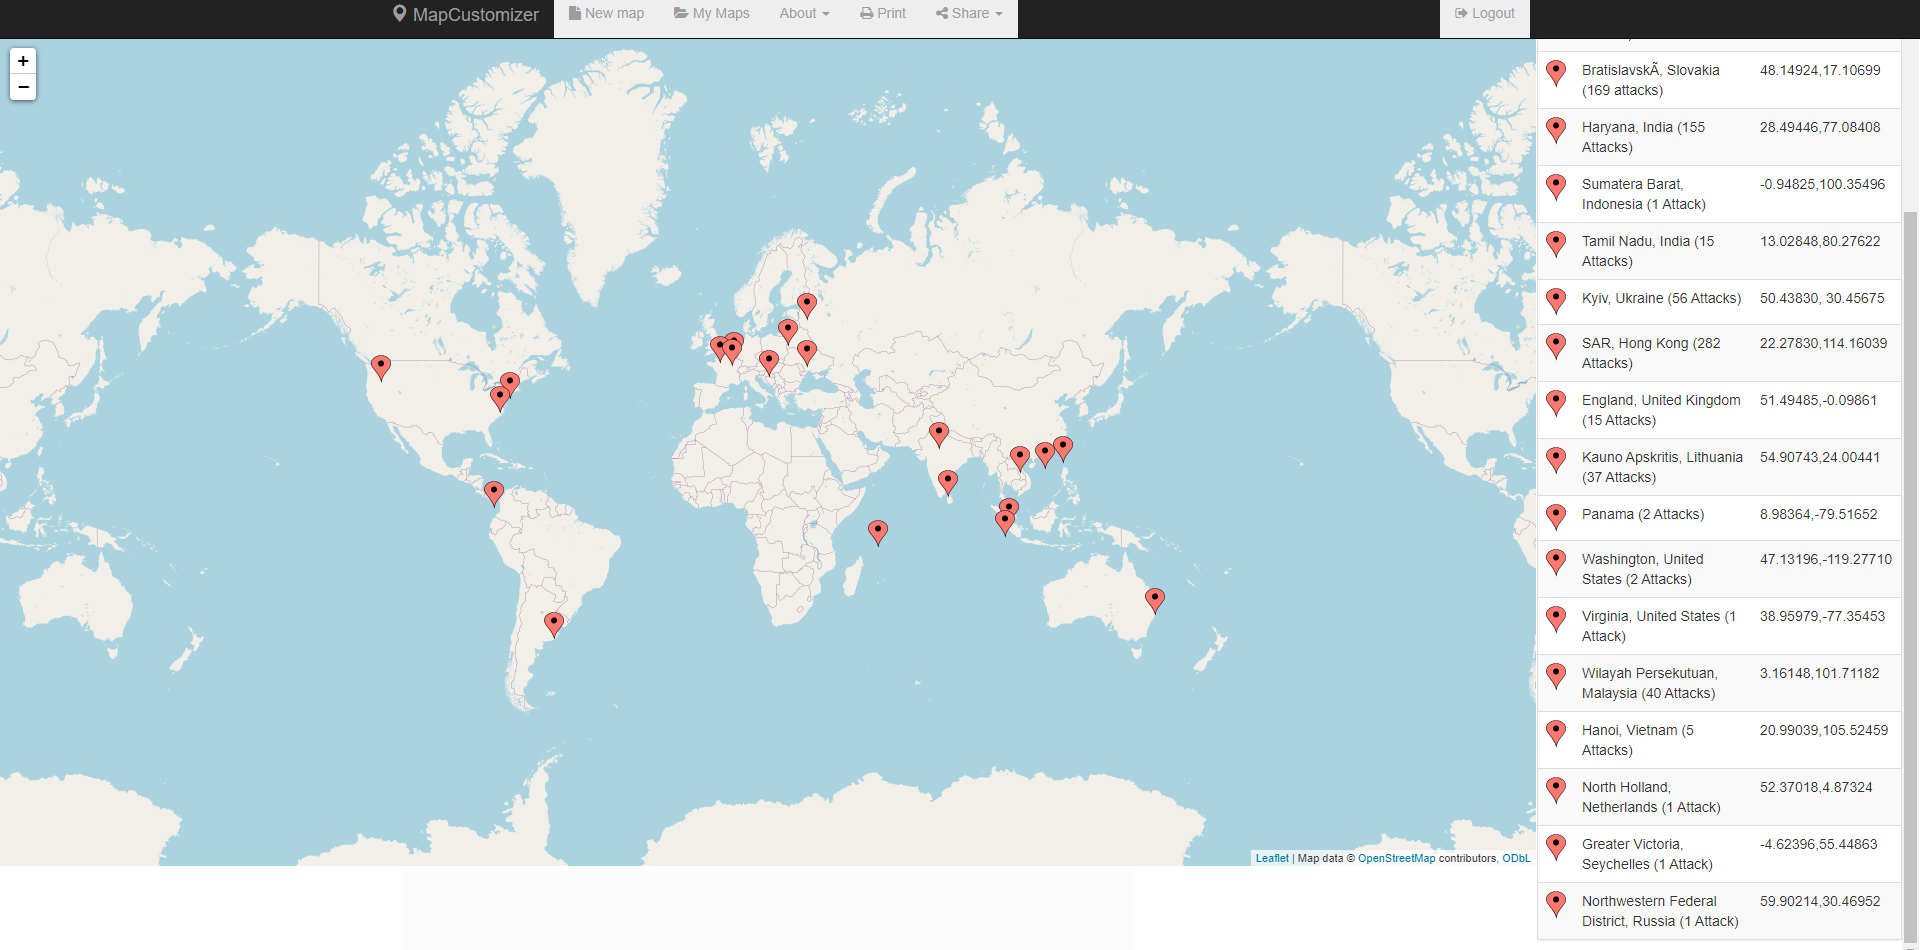 MapCustomizer
New map
My Maps
About
Print
Share
Logout
+
−
BratislavskÃ, Slovakia
(169 attacks)
48.14924,17.10699
Haryana, India (155
Attacks)
28.49446,77.08408
Sumatera Barat,
Indonesia (1 Attack)
-0.94825,100.35496
Tamil Nadu, India (15
Attacks)
13.02848,80.27622
Kyiv, Ukraine (56 Attacks)
50.43830, 30.45675
SAR, Hong Kong (282
Attacks)
22.27830,114.16039
England, United Kingdom
(15 Attacks)
51.49485,-0.09861
Kauno Apskritis, Lithuania
(37 Attacks)
54.90743,24.00441
Panama (2 Attacks)
8.98364,-79.51652
Washington, United
States (2 Attacks)
47.13196,-119.27710
Virginia, United States (1
Attack)
38.95979,-77.35453
Wilayah Persekutuan,
Malaysia (40 Attacks)
3.16148,101.71182
Hanoi, Vietnam (5
Attacks)
20.99039,105.52459
North Holland,
Netherlands (1 Attack)
52.37018,4.87324
Greater Victoria,
Seychelles (1 Attack)
-4.62396,55.44863
Northwestern Federal
District, Russia (1 Attack)
59.90214,30.46952
Leaflet | Map data © OpenStreetMap contributors, ODbL